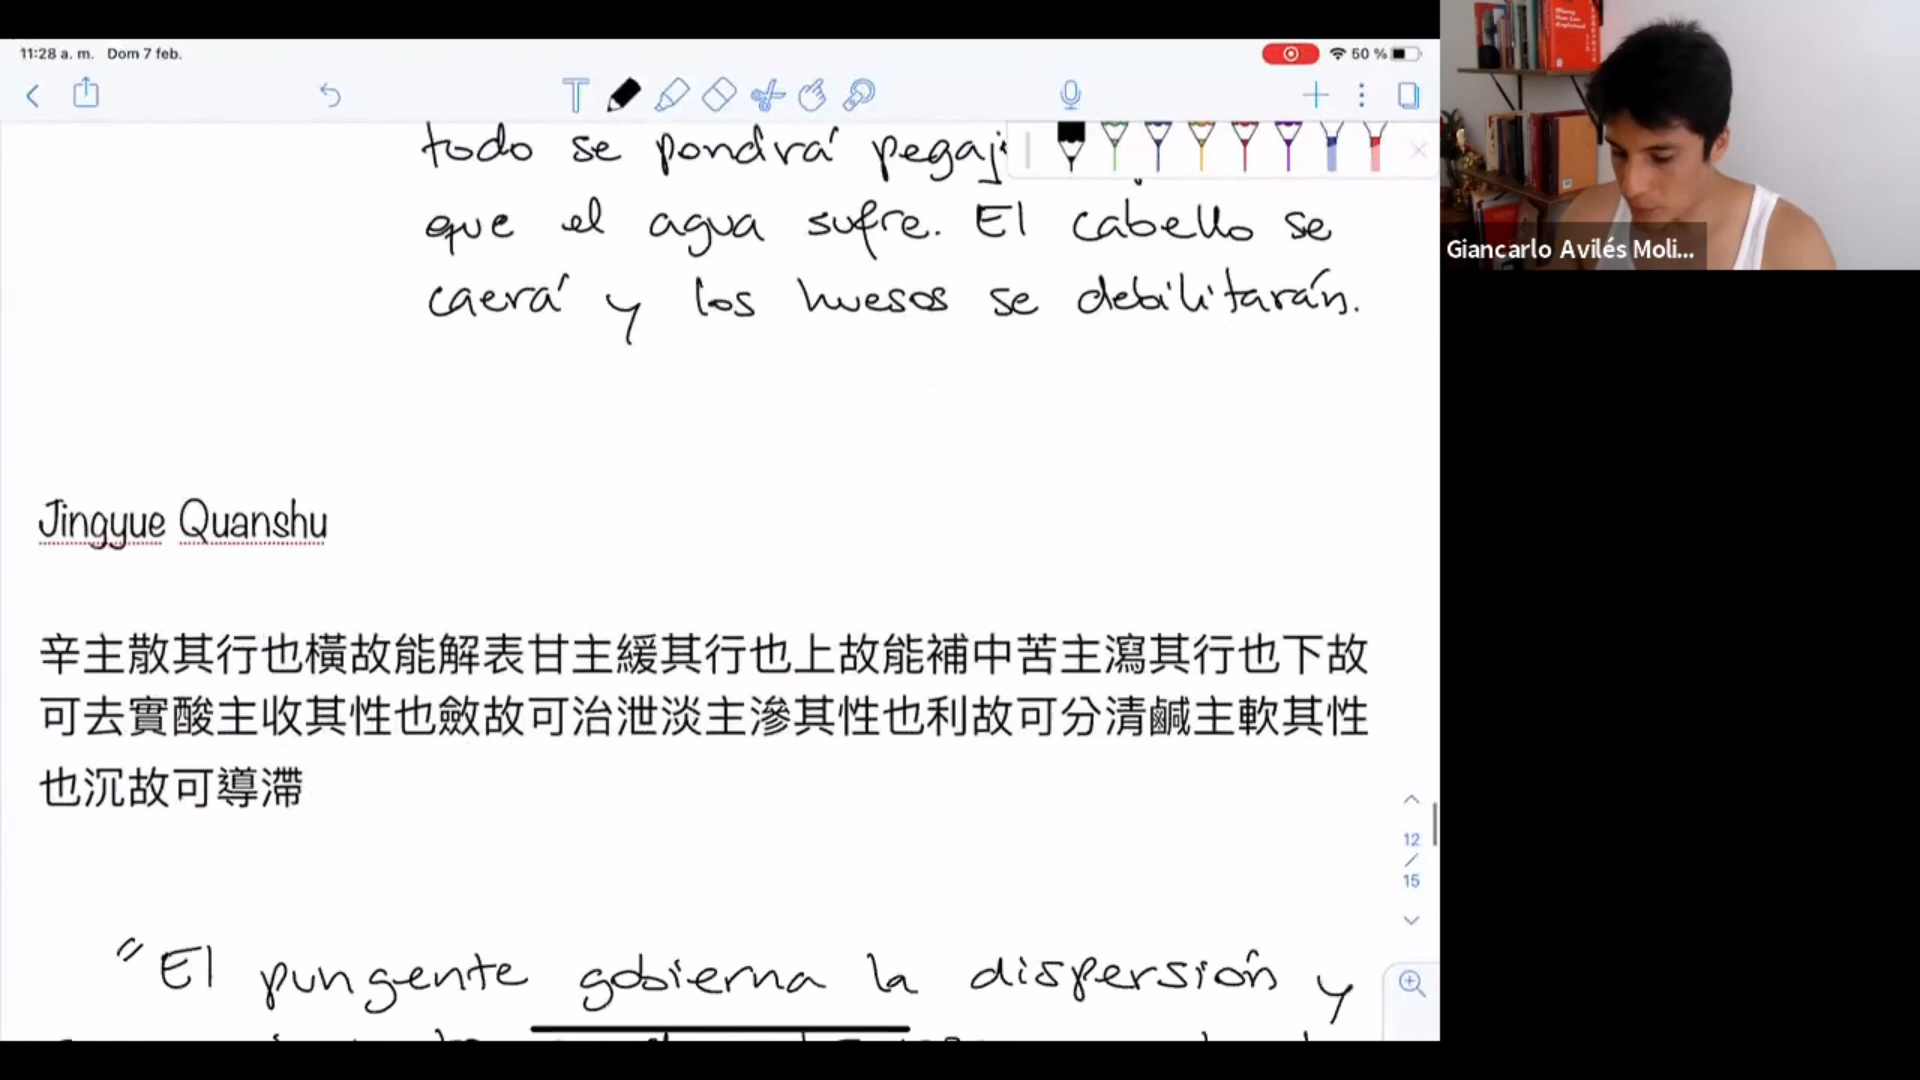 11:28 a. m. Dom 7 feb.
50 %
todo se pondrá pegaj
que el agua sufre. El cabello se
caerá y los huesos se debilitarán.
Giancarlo Avilés Moli...
Jingyue Quanshu
辛主散其行也橫故能解表甘主緩其行也上故能補中苦主瀉其行也下故
可去實酸主收其性也斂故可治泄淡主滲其性也利故可分清鹹主軟其性
也沉故可導滯
12
/
15
"El pungente gobierna la dispersión y